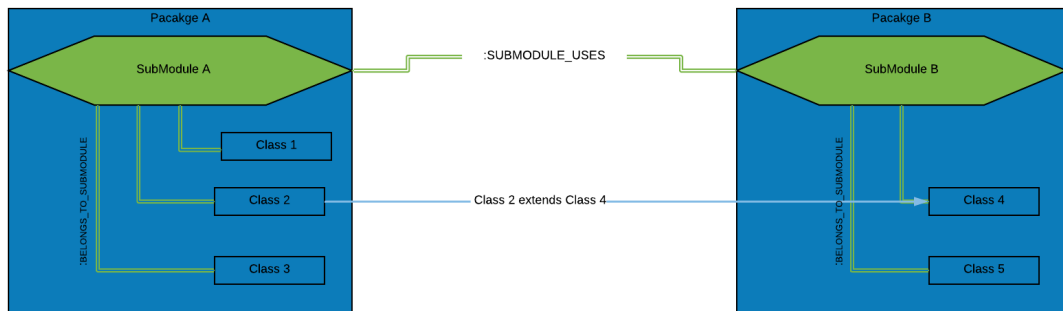 Pacakge A
Pacakge B
SubModule A
:SUBMODULE_USES
SubModule B
:BELONGS_TO_SUBMODULE
Class 1
Class 2
Class 2 extends Class 4
:BELONGS_TO_SUBMODULE
Class 4
Class 3
Class 5